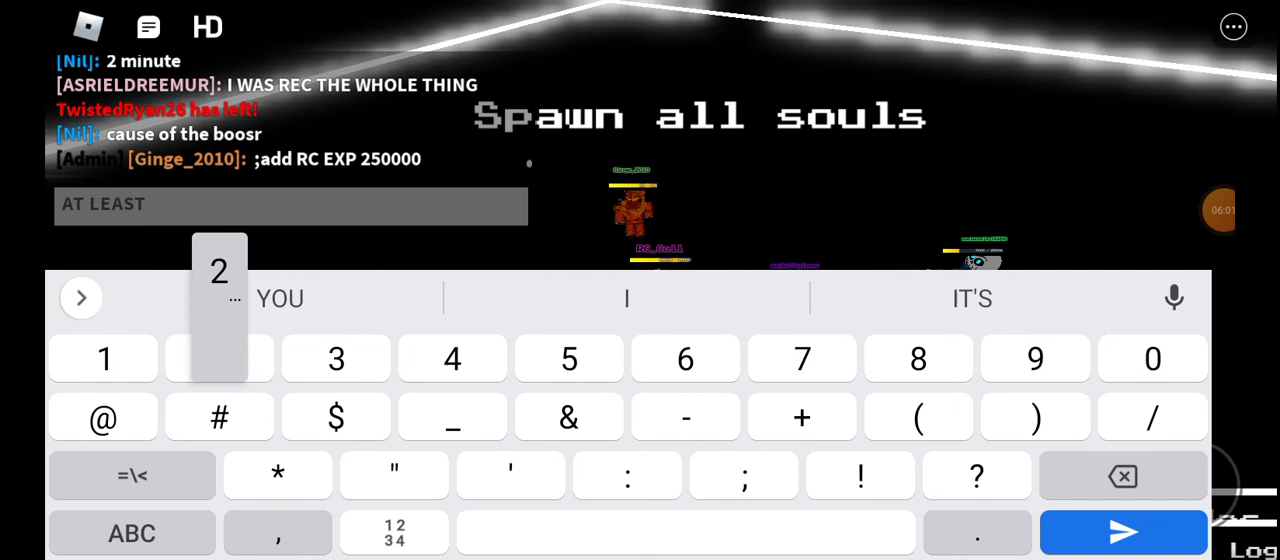 HD
[Nil]: 2 minute
[ASRIELDREEMUR]: I WAS REC THE WHOLE THING
TwistedRyan26 has left!
[Nil]: cause of the boosr
[Admin] [Ginge_2010]: ;add RC EXP 250000
Spawn all souls
AT LEAST
Ginge_2010
RC_Co11
06:01
2
...
YOU
I
IT'S
1 3 4 5 6 7 8 9 0
@ # $ _ & - + ( ) /
=\< * " ' : ; ! ?
ABC , 12 34 .
Log